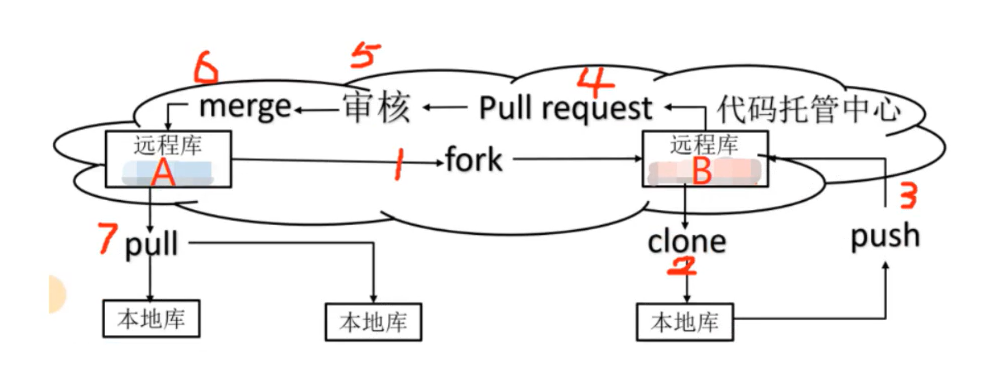 6
5
4
merge
审核
Pull request
代码托管中心
远程库
A
1
fork
远程库
B
3
7
pull
clone
2
push
本地库
本地库
本地库